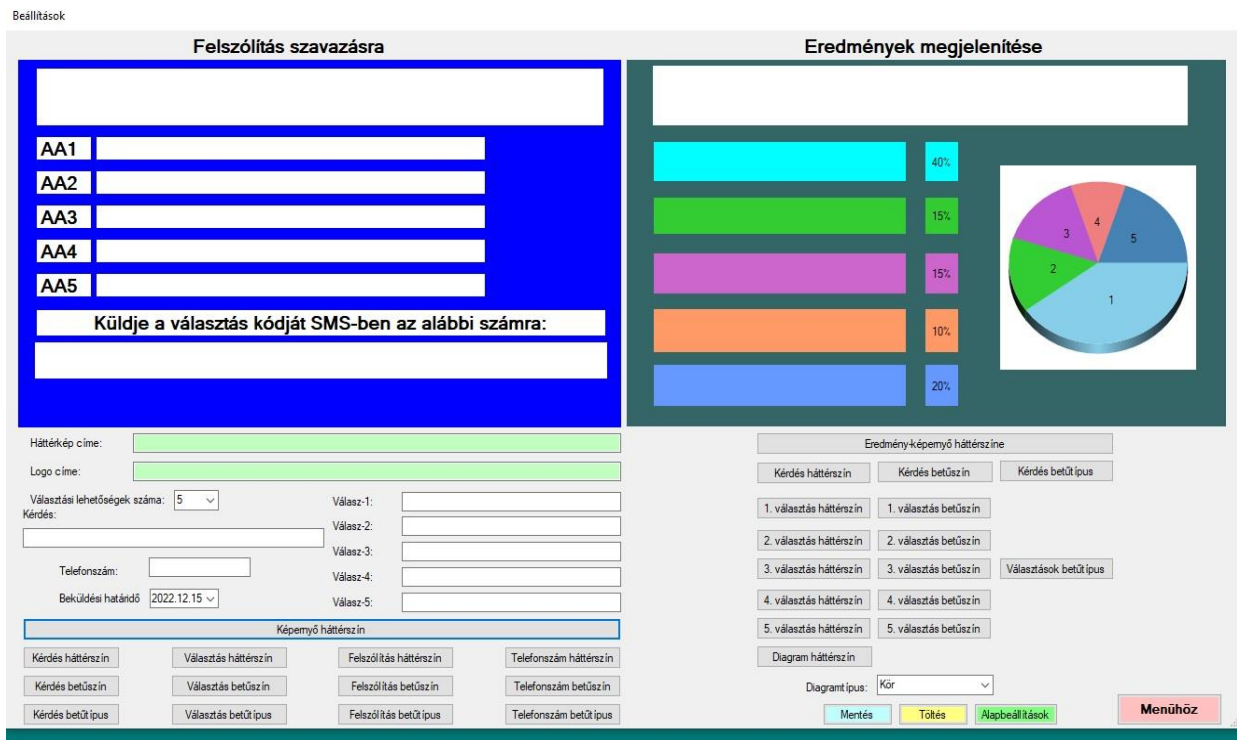 Beállítások
Felszólítás szavazásra
AA1
AA2
AA3
AA4
AA5
Küldje a választás kódját SMS-ben az alábbi számra:
Eredmények megjelenítése
40%
15%
15%
10%
20%
3
4
5
2
1
Háttérkép címe:
Logo címe:
Választási lehetőségek száma: 5
Kérdés:
Telefonszám:
Beküldési határidő 2022.12.15
Válasz-1:
Válasz-2:
Válasz-3:
Válasz-4:
Válasz-5:
Képernyő háttérszín
Kérdés háttérszín Választás háttérszín Felszólítás háttérszín Telefonszám háttérszín
Kérdés betűszín Választás betűszín Felszólítás betűszín Telefonszám betűszín
Kérdés betűtípus Választás betűtípus Felszólítás betűtípus Telefonszám betűtípus
Eredmény-képernyő háttérszíne
Kérdés háttérszín Kérdés betűszín Kérdés betűtípus
1. választás háttérszín 1. választás betűszín
2. választás háttérszín 2. választás betűszín
3. választás háttérszín 3. választás betűszín Választások betűtípus
4. választás háttérszín 4. választás betűszín
5. választás háttérszín 5. választás betűszín
Diagram háttérszín
Diagramtípus: Kör
Mentés Töltés Alapbeállítások
Menühöz